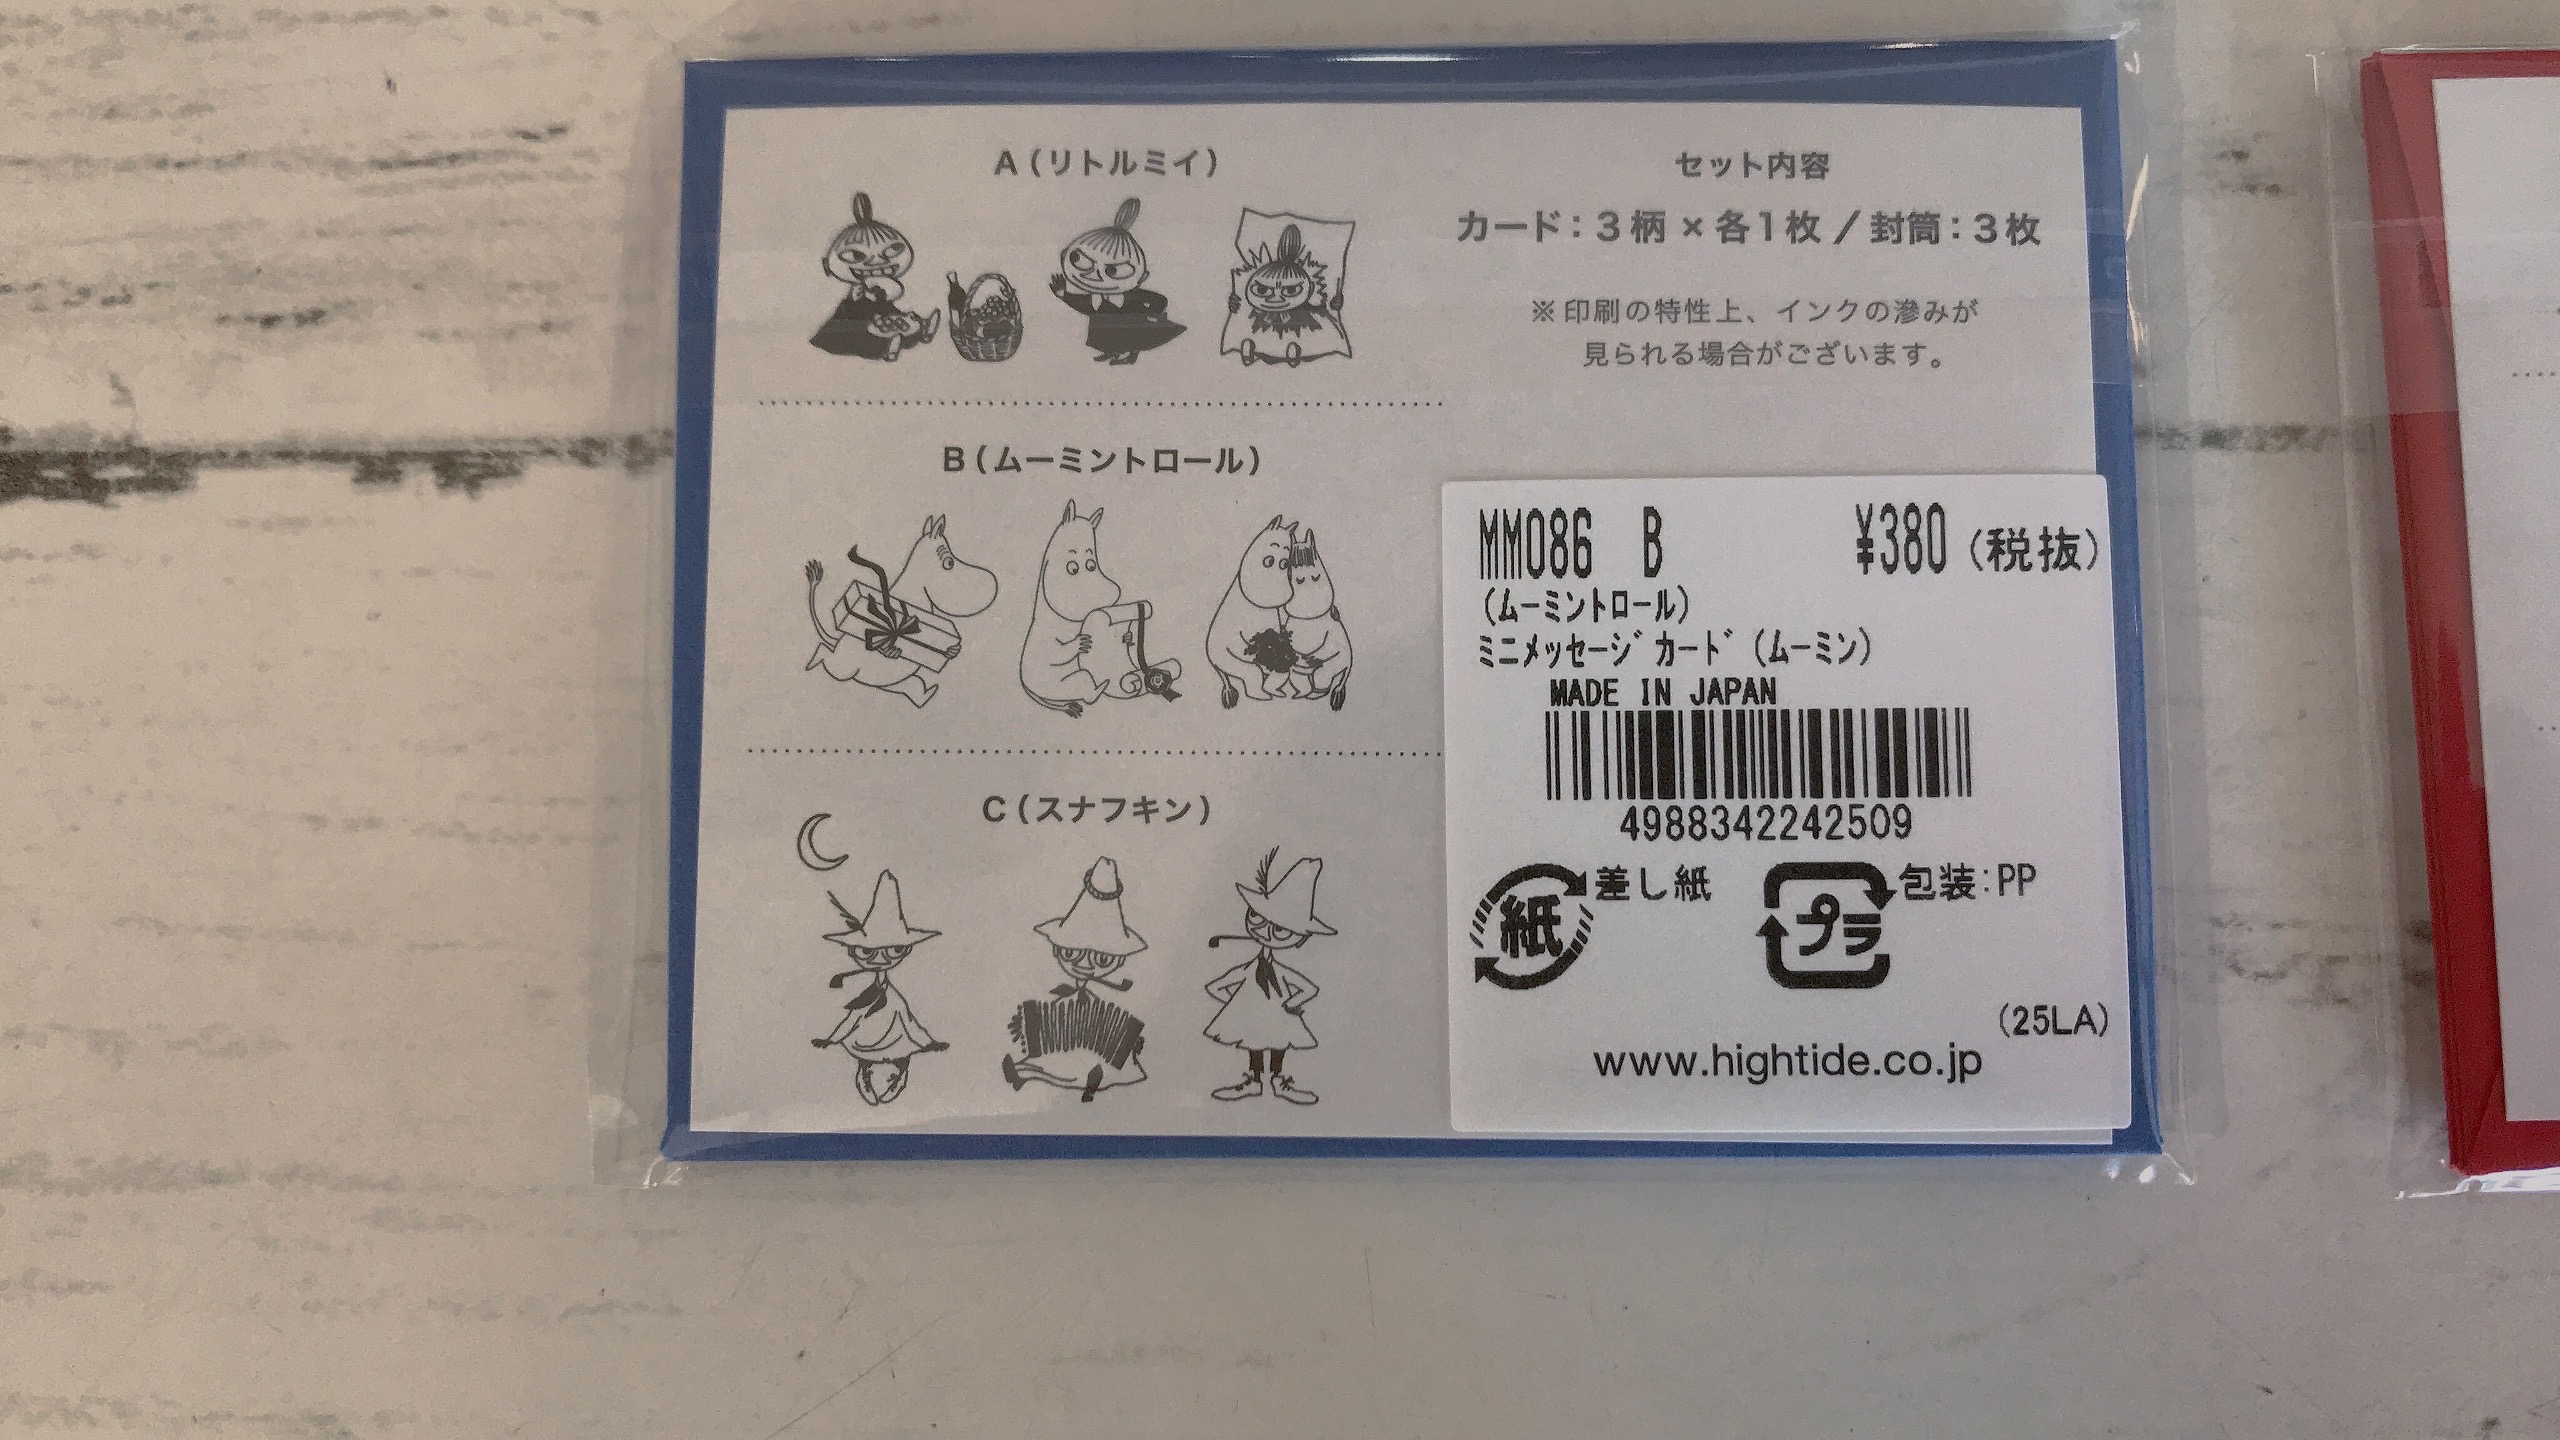 A（リトルミイ）
セット内容
カード：3柄×各1枚／封筒：3枚
※印刷の特性上、インクの滲みが
見られる場合がございます。
B（ムーミントロール）
C（スナフキン）
MM086 B ¥380（税抜）
（ムーミントロール）
ミニメッセージカード（ムーミン）
MADE IN JAPAN
4988342242509
紙 差し紙 プラ 包装:PP
(25LA)
www.hightide.co.jp